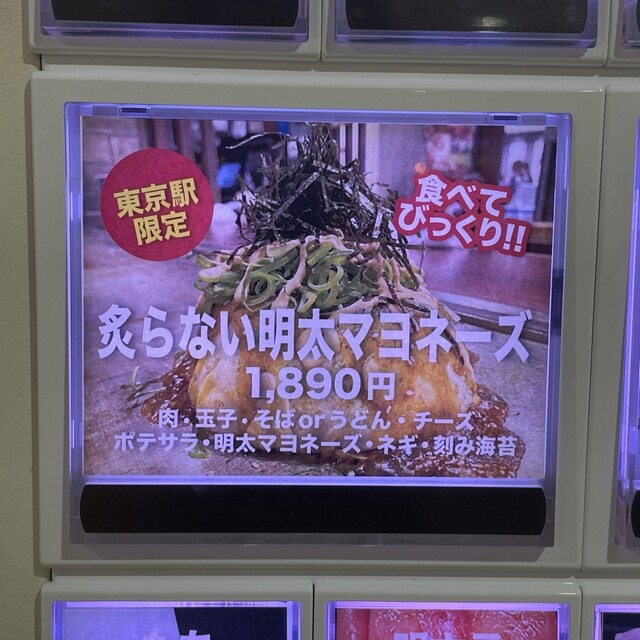 東京駅
限定
食べて
びっくり!!
炙らない明太マヨネーズ
1,890円
肉・玉子・そばorうどん・チーズ
ポテサラ・明太マヨネーズ・ネギ・刻み海苔